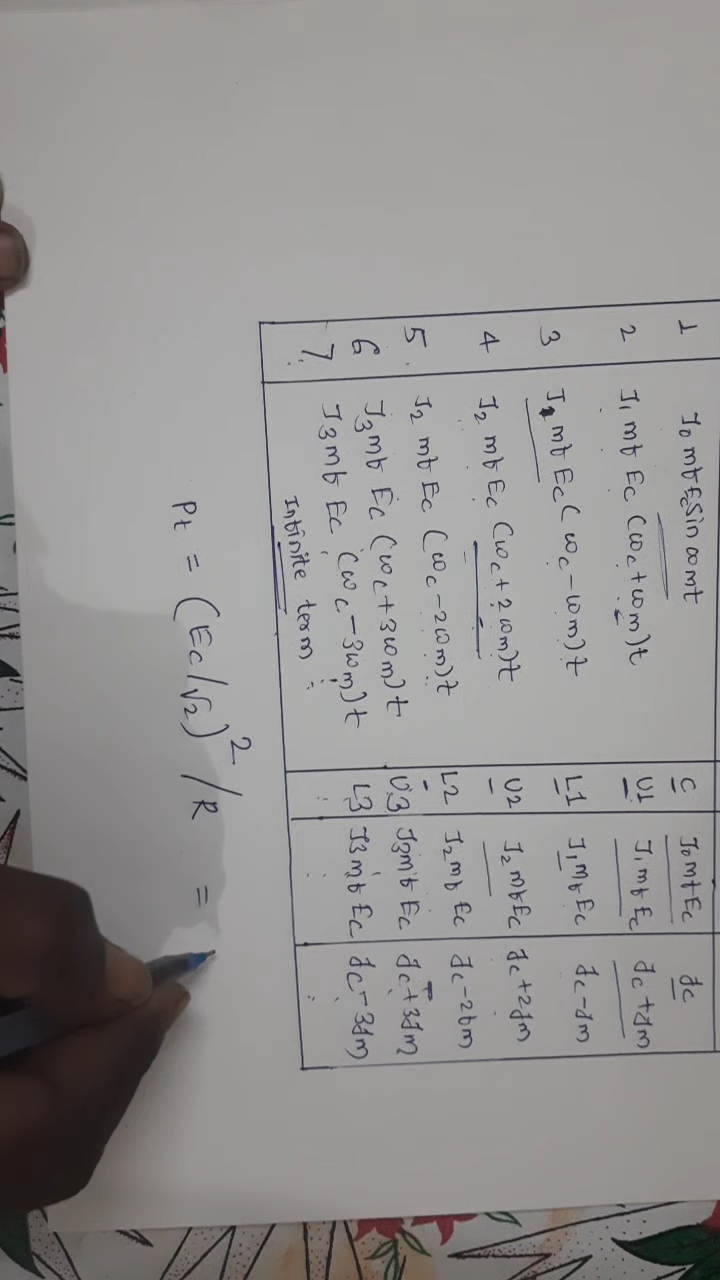 1 J0 mf Ec sin ωmt C J0 mf Ec fc
2 J1 mf Ec (ωc+ωm)t U1 J1 mf Ec fc+fm
3 J1 mf Ec (ωc-ωm)t L1 J1 mf Ec fc-fm
4 J2 mf Ec (ωc+2ωm)t U2 J2 mf Ec fc+2fm
5 J2 mf Ec (ωc-2ωm)t L2 J2 mf Ec fc-2fm
6 J3 mf Ec (ωc+3ωm)t U3 J3 mf Ec fc+3fm
7 J3 mf Ec (ωc-3ωm)t L3 J3 mf Ec fc-3fm
Infinite term
Pt = (Ec/√2)² / R =